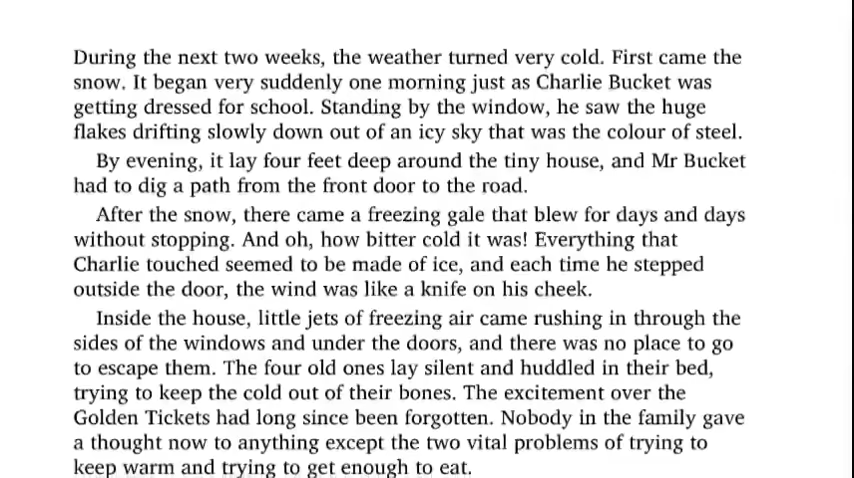 During the next two weeks, the weather turned very cold. First came the
snow. It began very suddenly one morning just as Charlie Bucket was
getting dressed for school. Standing by the window, he saw the huge
flakes drifting slowly down out of an icy sky that was the colour of steel.
By evening, it lay four feet deep around the tiny house, and Mr Bucket
had to dig a path from the front door to the road.
After the snow, there came a freezing gale that blew for days and days
without stopping. And oh, how bitter cold it was! Everything that
Charlie touched seemed to be made of ice, and each time he stepped
outside the door, the wind was like a knife on his cheek.
Inside the house, little jets of freezing air came rushing in through the
sides of the windows and under the doors, and there was no place to go
to escape them. The four old ones lay silent and huddled in their bed,
trying to keep the cold out of their bones. The excitement over the
Golden Tickets had long since been forgotten. Nobody in the family gave
a thought now to anything except the two vital problems of trying to
keep warm and trying to get enough to eat.